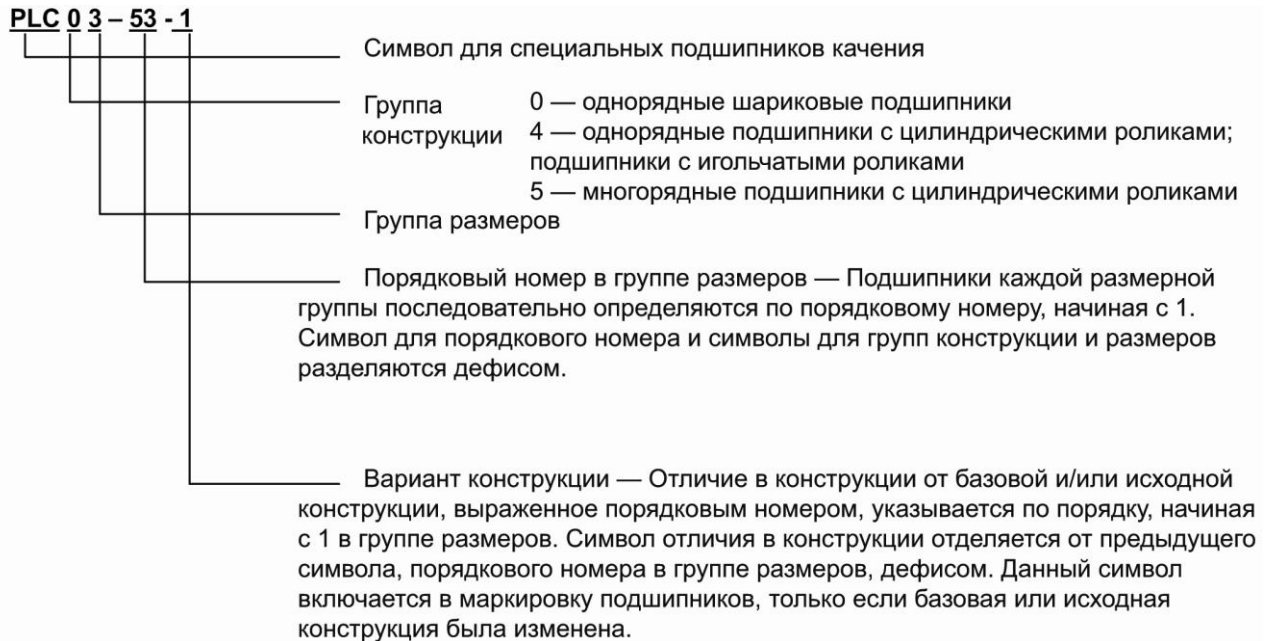 PLC 0 3 – 53 - 1
Символ для специальных подшипников качения
Группа конструкции
0 — однорядные шариковые подшипники
4 — однорядные подшипники с цилиндрическими роликами;
подшипники с игольчатыми роликами
5 — многорядные подшипники с цилиндрическими роликами
Группа размеров
Порядковый номер в группе размеров — Подшипники каждой размерной
группы последовательно определяются по порядковому номеру, начиная с 1.
Символ для порядкового номера и символы для групп конструкции и размеров
разделяются дефисом.
Вариант конструкции — Отличие в конструкции от базовой и/или исходной
конструкции, выраженное порядковым номером, указывается по порядку, начиная
с 1 в группе размеров. Символ отличия в конструкции отделяется от предыдущего
символа, порядкового номера в группе размеров, дефисом. Данный символ
включается в маркировку подшипников, только если базовая или исходная
конструкция была изменена.